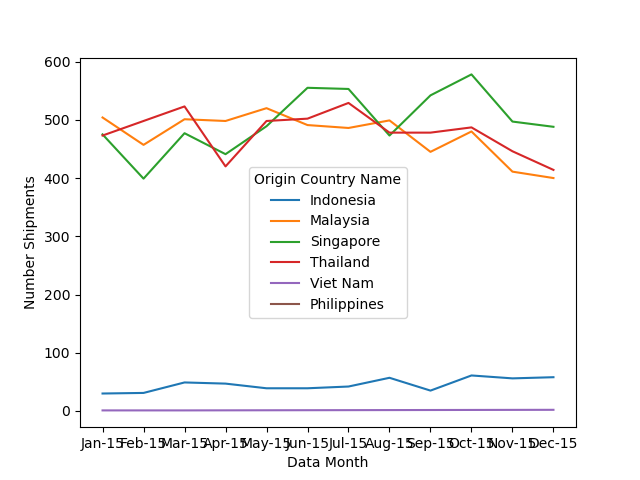 600
500
400
300
200
100
0
Number Shipments
Origin Country Name
Indonesia
Malaysia
Singapore
Thailand
Viet Nam
Philippines
Jan-15 Feb-15 Mar-15 Apr-15 May-15 Jun-15 Jul-15 Aug-15 Sep-15 Oct-15 Nov-15 Dec-15
Data Month